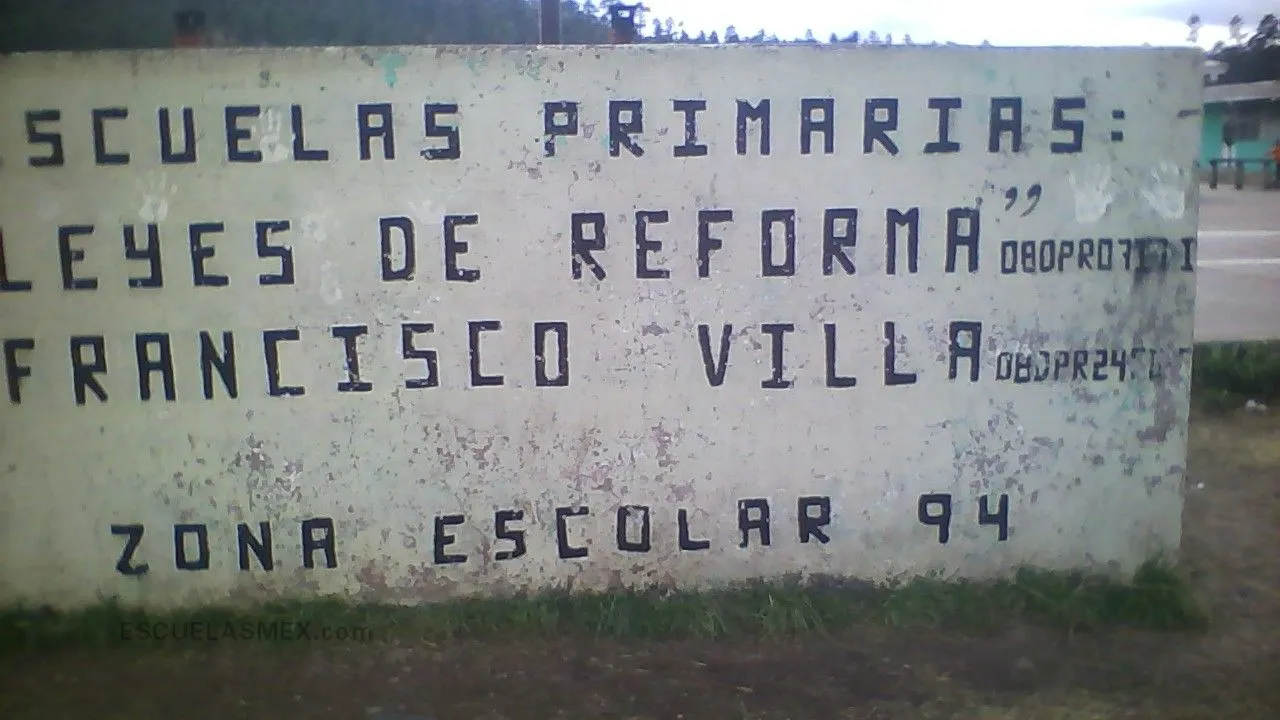 SCUELAS PRIMARIAS:
LEYES DE REFORMA”
FRANCISCO VILLA
ZONA ESCOLAR 94
ESCUELASMEX.com